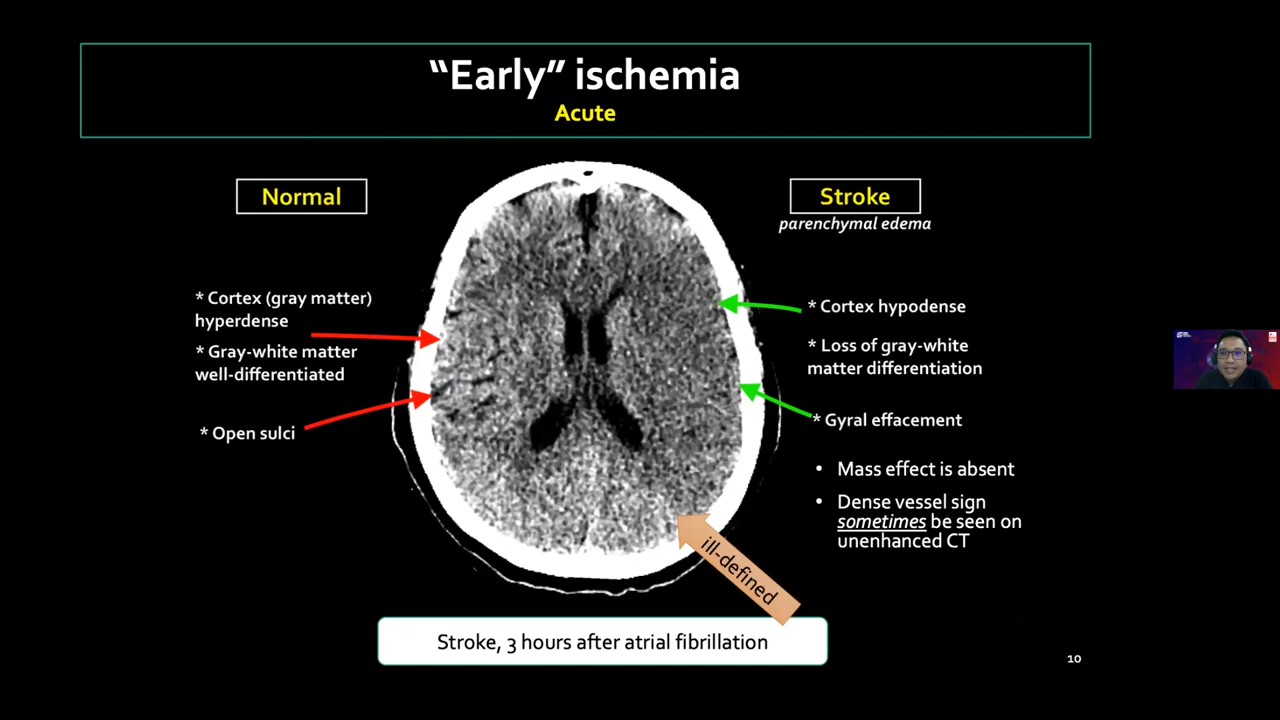 “Early” ischemia
Acute
Normal
Stroke
parenchymal edema
* Cortex (gray matter)
hyperdense
* Gray-white matter
well-differentiated
* Open sulci
* Cortex hypodense
* Loss of gray-white
matter differentiation
* Gyral effacement
• Mass effect is absent
• Dense vessel sign
sometimes be seen on
unenhanced CT
ill-defined
Stroke, 3 hours after atrial fibrillation
10